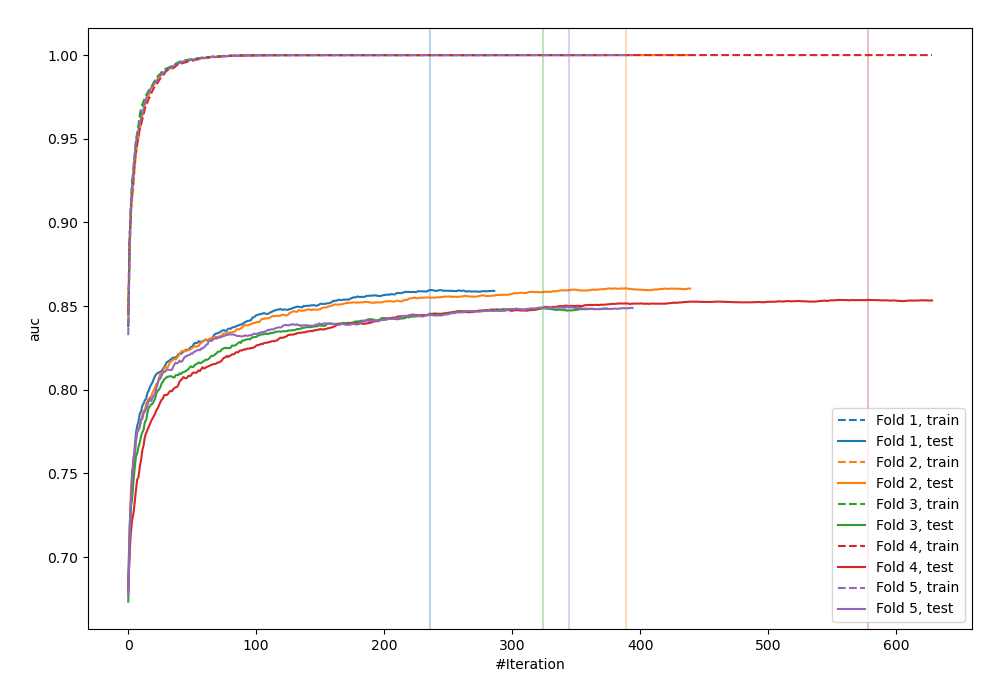 1.00
0.95
0.90
0.85
0.80
0.75
0.70
auc
0
100
200
300
400
500
600
#Iteration
Fold 1, train
Fold 1, test
Fold 2, train
Fold 2, test
Fold 3, train
Fold 3, test
Fold 4, train
Fold 4, test
Fold 5, train
Fold 5, test